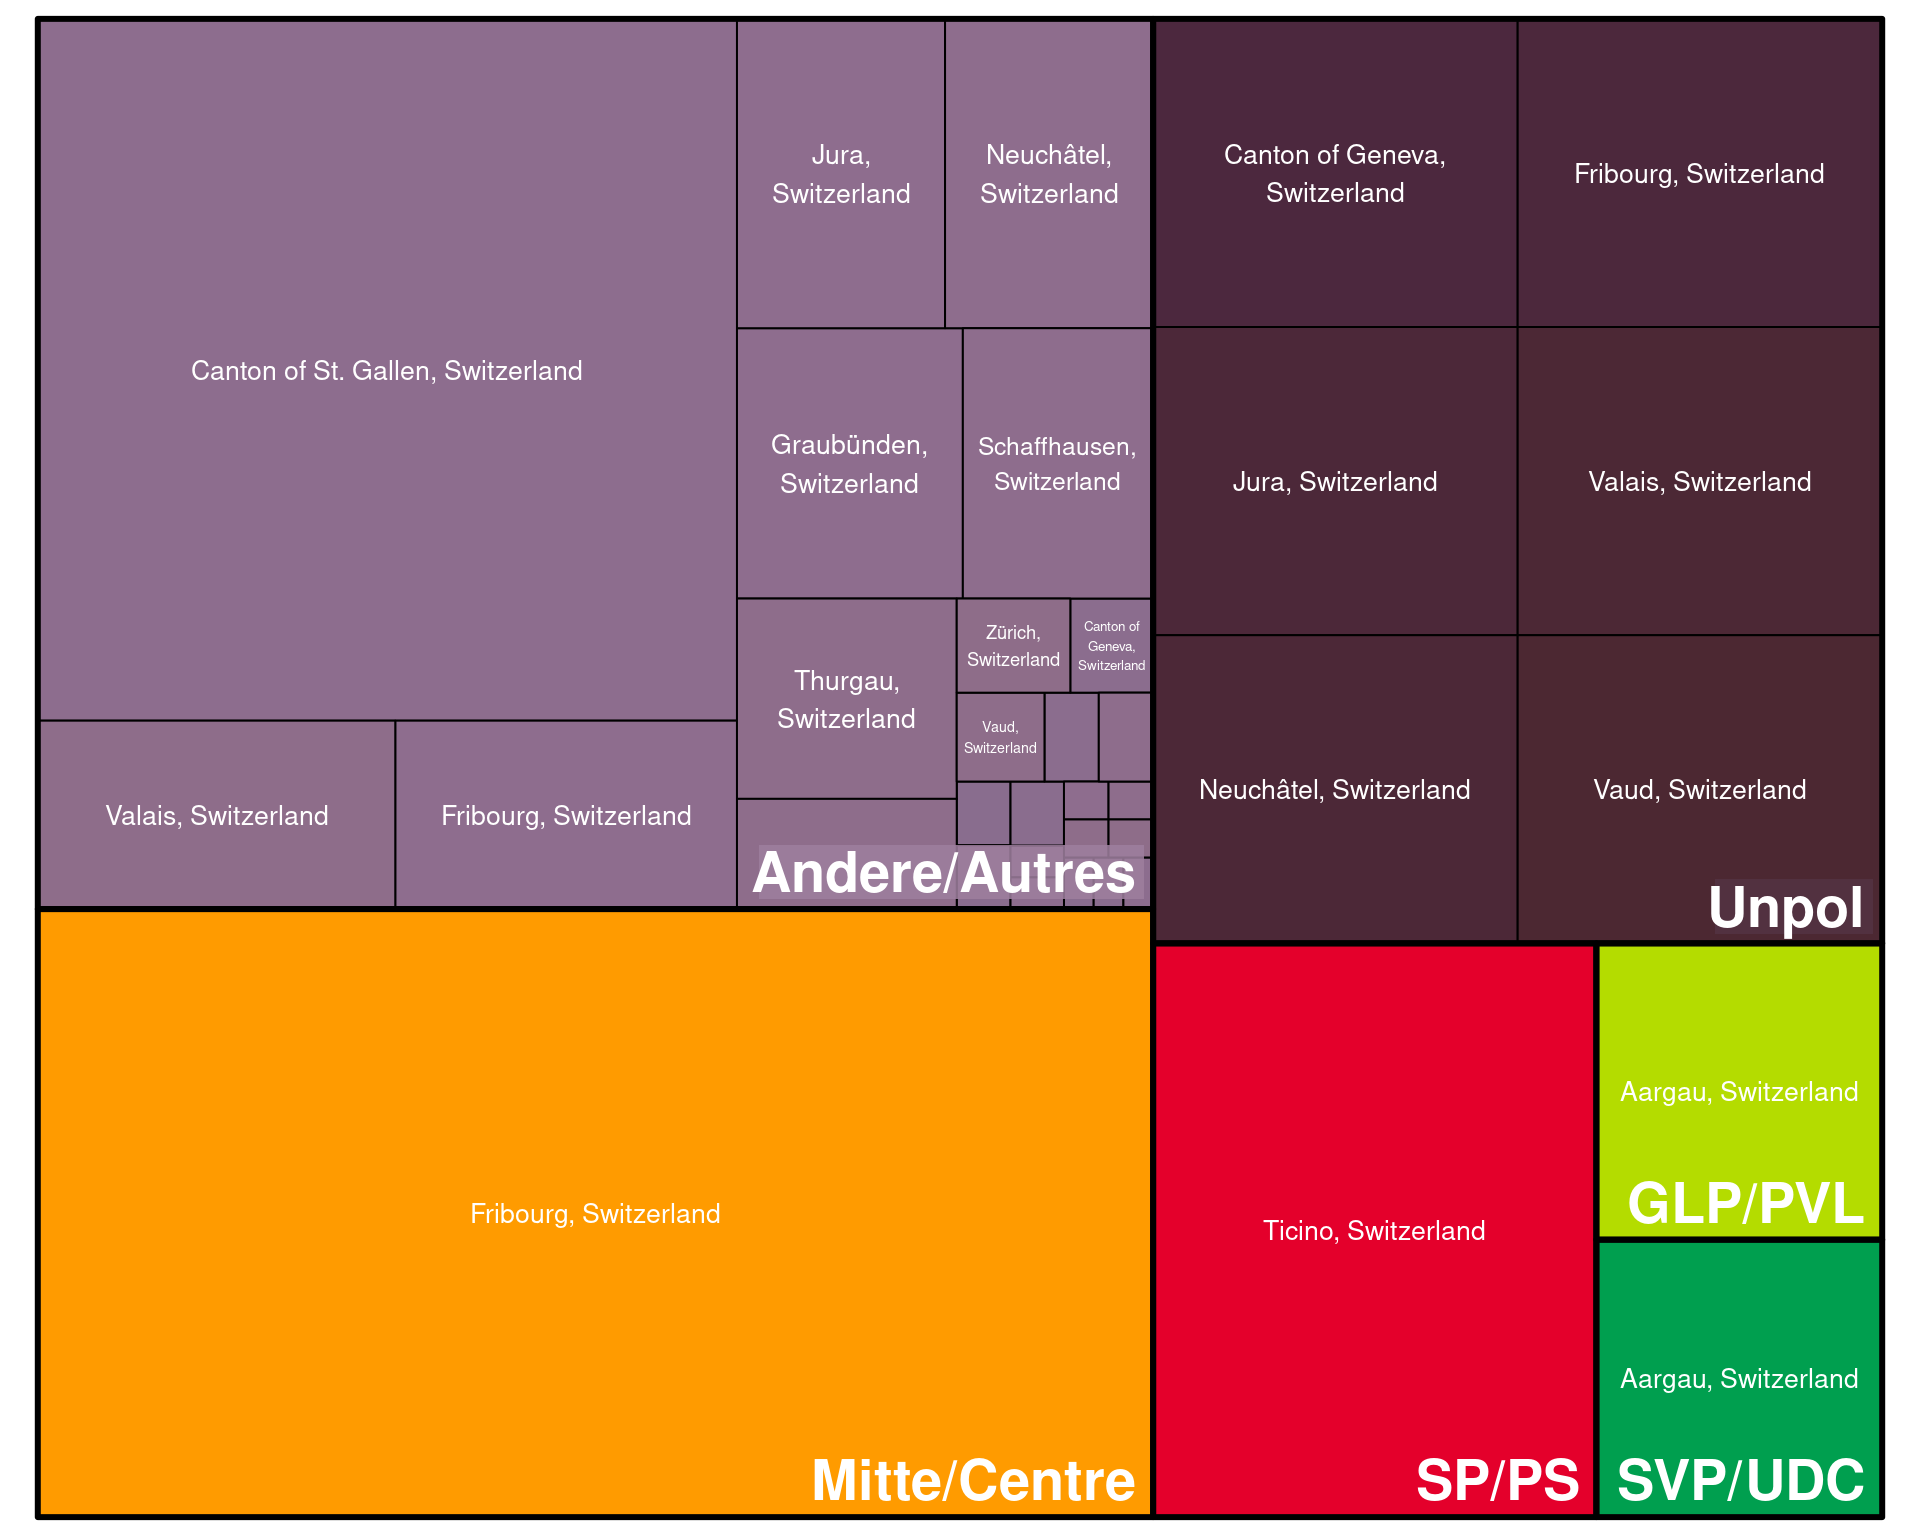 Canton of St. Gallen, Switzerland
Valais, Switzerland
Fribourg, Switzerland
Jura,
Switzerland
Neuchâtel,
Switzerland
Graubünden,
Switzerland
Schaffhausen,
Switzerland
Thurgau,
Switzerland
Zürich,
Switzerland
Canton of
Geneva,
Switzerland
Vaud,
Switzerland
Andere/Autres
Canton of Geneva,
Switzerland
Fribourg, Switzerland
Jura, Switzerland
Valais, Switzerland
Neuchâtel, Switzerland
Vaud, Switzerland
Unpol
Fribourg, Switzerland
Mitte/Centre
Ticino, Switzerland
SP/PS
Aargau, Switzerland
GLP/PVL
Aargau, Switzerland
SVP/UDC